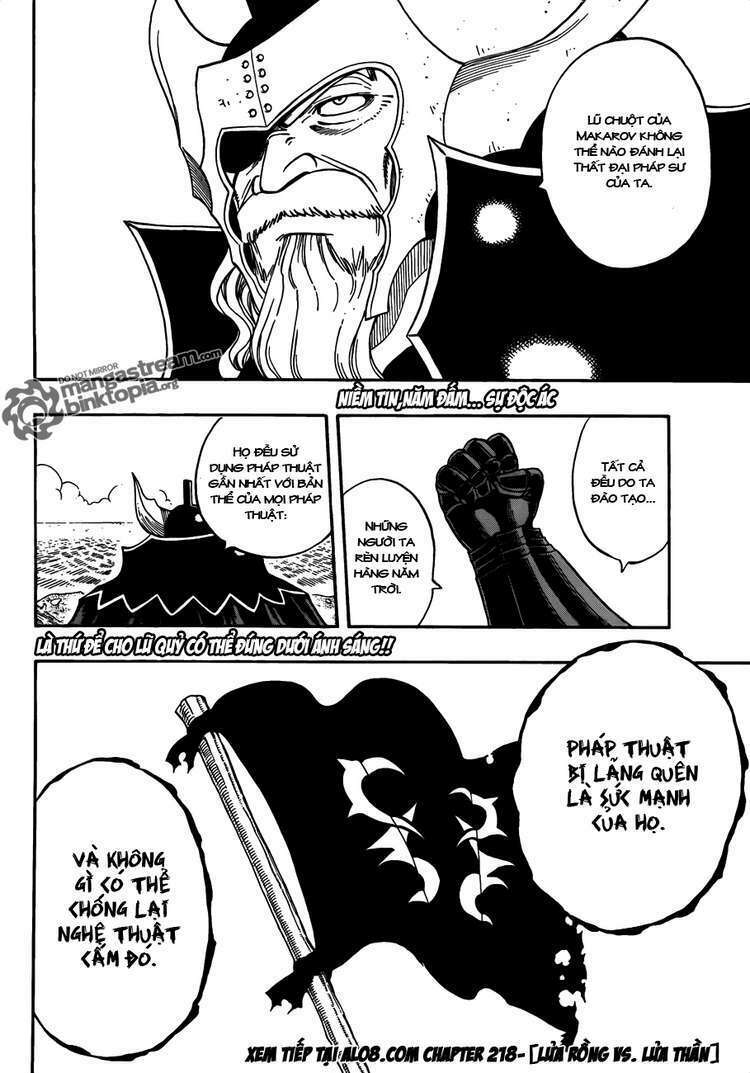 LŨ CHUỘT CỦA
MAKAROV KHÔNG
THỂ NÀO ĐÁNH LẠI
THẤT ĐẠI PHÁP SƯ
CỦA TA.
DO NOT MIRROR
mangastream.com
binktopia.org
NIỀM TIN, NẮM ĐẤM... SỰ ĐỘC ÁC
TẤT CẢ
ĐỀU DO TA
ĐÀO TẠO...
NHỮNG
NGƯỜI TA
RÈN LUYỆN
HÀNG NĂM
TRỜI.
HỌ ĐỀU SỬ
DỤNG PHÁP THUẬT
GẦN NHẤT VỚI BẢN
THỂ CỦA MỌI PHÁP
THUẬT:
LÀ THỨ ĐỂ CHO LŨ QUỶ CÓ THỂ ĐỨNG DƯỚI ÁNH SÁNG!!
PHÁP THUẬT
BỊ LÃNG QUÊN
LÀ SỨC MẠNH
CỦA HỌ.
VÀ KHÔNG
GÌ CÓ THỂ
CHỐNG LẠI
NGHỆ THUẬT
CẤM ĐÓ.
XEM TIẾP TẠI ALO8.COM CHAPTER 218- [LỬA RỒNG VS. LỬA THẦN]